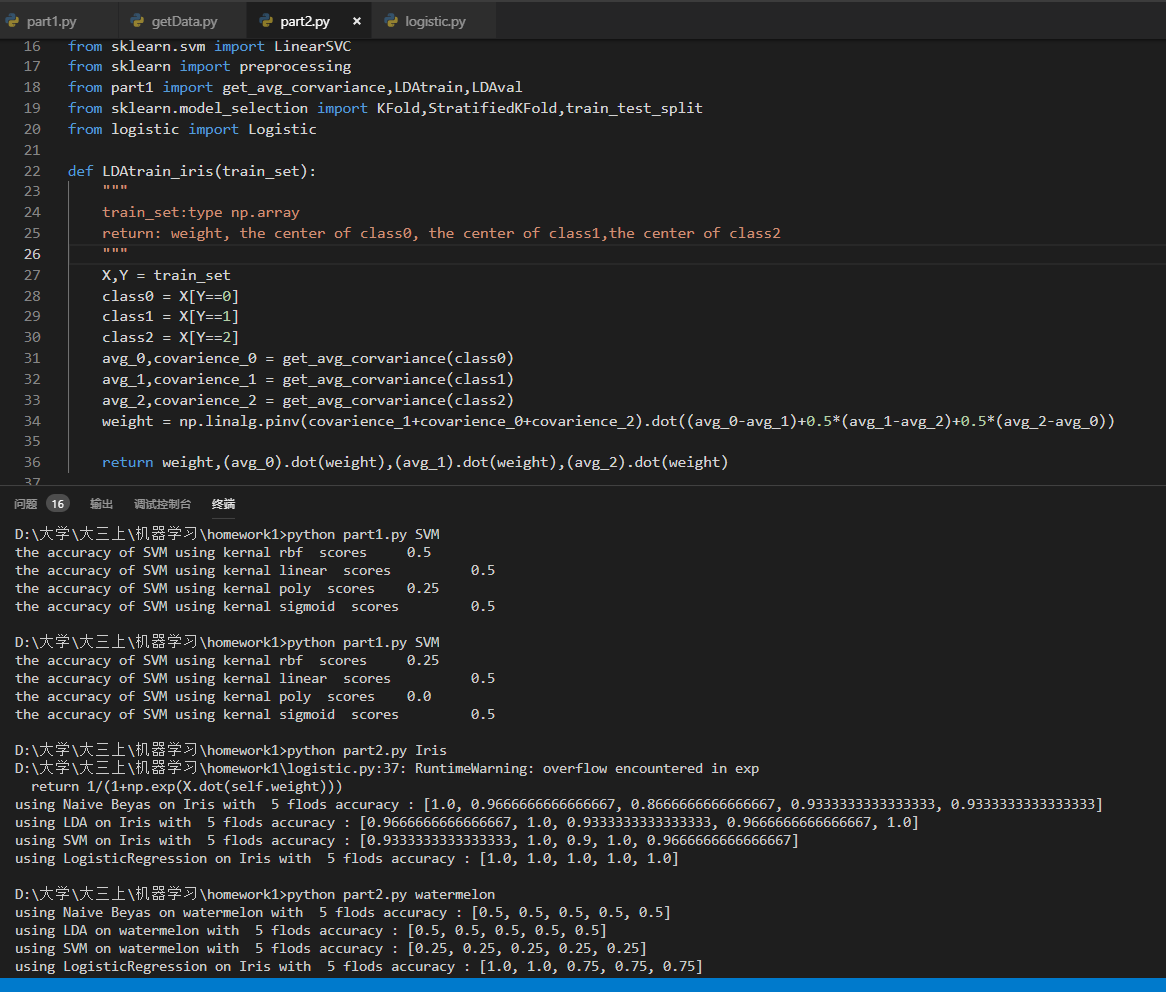 part1.py getData.py part2.py × logistic.py
16 from sklearn.svm import LinearSVC
17 from sklearn import preprocessing
18 from part1 import get_avg_corvariance,LDAtrain,LDAval
19 from sklearn.model_selection import KFold,StratifiedKFold,train_test_split
20 from logistic import Logistic
21
22 def LDAtrain_iris(train_set):
23 """
24 train_set:type np.array
25 return: weight, the center of class0, the center of class1,the center of class2
26 """
27 X,Y = train_set
28 class0 = X[Y==0]
29 class1 = X[Y==1]
30 class2 = X[Y==2]
31 avg_0,covarience_0 = get_avg_corvariance(class0)
32 avg_1,covarience_1 = get_avg_corvariance(class1)
33 avg_2,covarience_2 = get_avg_corvariance(class2)
34 weight = np.linalg.pinv(covarience_1+covarience_0+covarience_2).dot((avg_0-avg_1)+0.5*(avg_1-avg_2)+0.5*(avg_2-avg_0))
35
36 return weight,(avg_0).dot(weight),(avg_1).dot(weight),(avg_2).dot(weight)
37
问题 16 输出 调试控制台 终端
D:\大学\大三上\机器学习\homework1>python part1.py SVM
the accuracy of SVM using kernal rbf  scores     0.5
the accuracy of SVM using kernal linear  scores          0.5
the accuracy of SVM using kernal poly  scores    0.25
the accuracy of SVM using kernal sigmoid  scores         0.5
D:\大学\大三上\机器学习\homework1>python part1.py SVM
the accuracy of SVM using kernal rbf  scores     0.25
the accuracy of SVM using kernal linear  scores          0.5
the accuracy of SVM using kernal poly  scores    0.0
the accuracy of SVM using kernal sigmoid  scores         0.5
D:\大学\大三上\机器学习\homework1>python part2.py Iris
D:\大学\大三上\机器学习\homework1\logistic.py:37: RuntimeWarning: overflow encountered in exp
return 1/(1+np.exp(X.dot(self.weight)))
using Naive Beyas on Iris with  5 flods accuracy : [1.0, 0.9666666666666667, 0.8666666666666667, 0.9333333333333333, 0.9333333333333333]
using LDA on Iris with  5 flods accuracy : [0.9666666666666667, 1.0, 0.9333333333333333, 0.9666666666666667, 1.0]
using SVM on Iris with  5 flods accuracy : [0.9333333333333333, 1.0, 0.9, 1.0, 0.9666666666666667]
using LogisticRegression on Iris with  5 flods accuracy : [1.0, 1.0, 1.0, 1.0, 1.0]
D:\大学\大三上\机器学习\homework1>python part2.py watermelon
using Naive Beyas on watermelon with  5 flods accuracy : [0.5, 0.5, 0.5, 0.5, 0.5]
using LDA on watermelon with  5 flods accuracy : [0.5, 0.5, 0.5, 0.5, 0.5]
using SVM on watermelon with  5 flods accuracy : [0.25, 0.25, 0.25, 0.25, 0.25]
using LogisticRegression on Iris with  5 flods accuracy : [1.0, 1.0, 0.75, 0.75, 0.75]